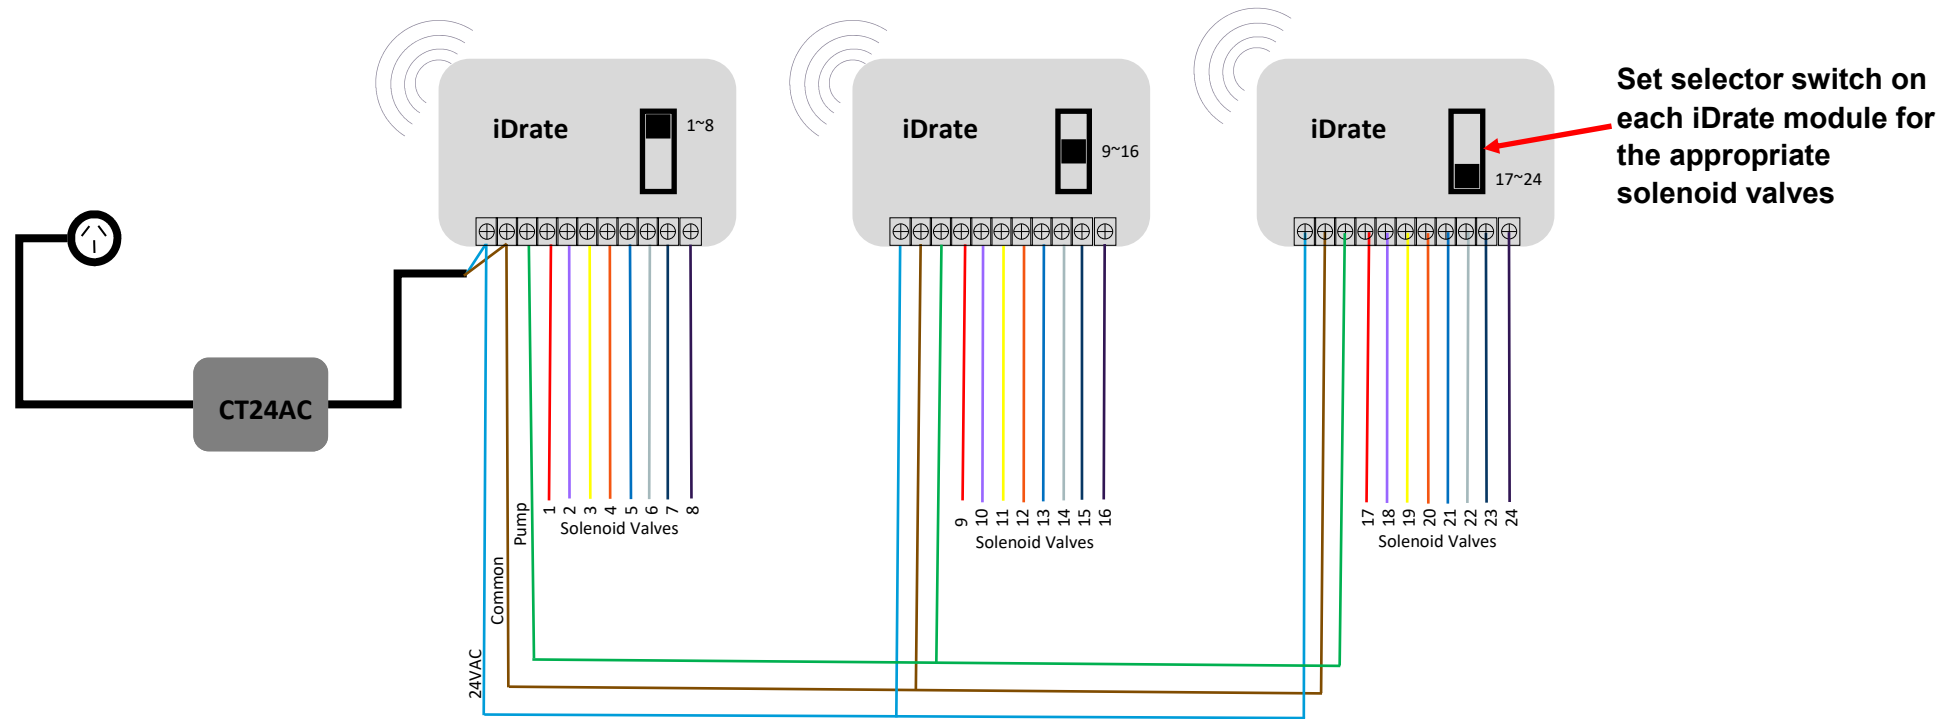 iDrate
1~8
iDrate
9~16
iDrate
17~24
Set selector switch on
each iDrate module for
the appropriate
solenoid valves
CT24AC
24VAC
Common
Pump
1 2 3 4 5 6 7 8
Solenoid Valves
9 10 11 12 13 14 15 16
Solenoid Valves
17 18 19 20 21 22 23 24
Solenoid Valves